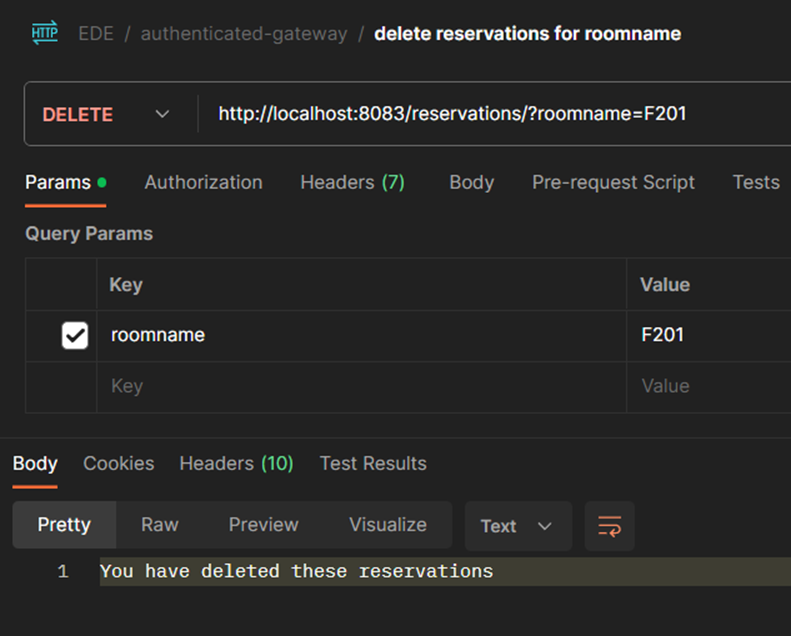 HTTP EDE / authenticated-gateway / delete reservations for roomname
DELETE http://localhost:8083/reservations/?roomname=F201
Params Authorization Headers (7) Body Pre-request Script Tests
Query Params
Key Value
roomname F201
Key Value
Body Cookies Headers (10) Test Results
Pretty Raw Preview Visualize Text
1 You have deleted these reservations